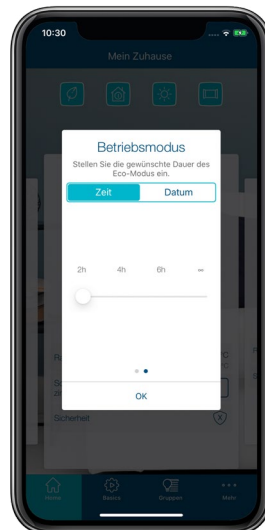 10:30
Mein Zuhause
Betriebsmodus
Stellen Sie die gewünschte Dauer des
Eco-Modus ein.
Zeit Datum
2h 4h 6h ∞
OK
Sicherheit
Home Basics Gruppen Mehr